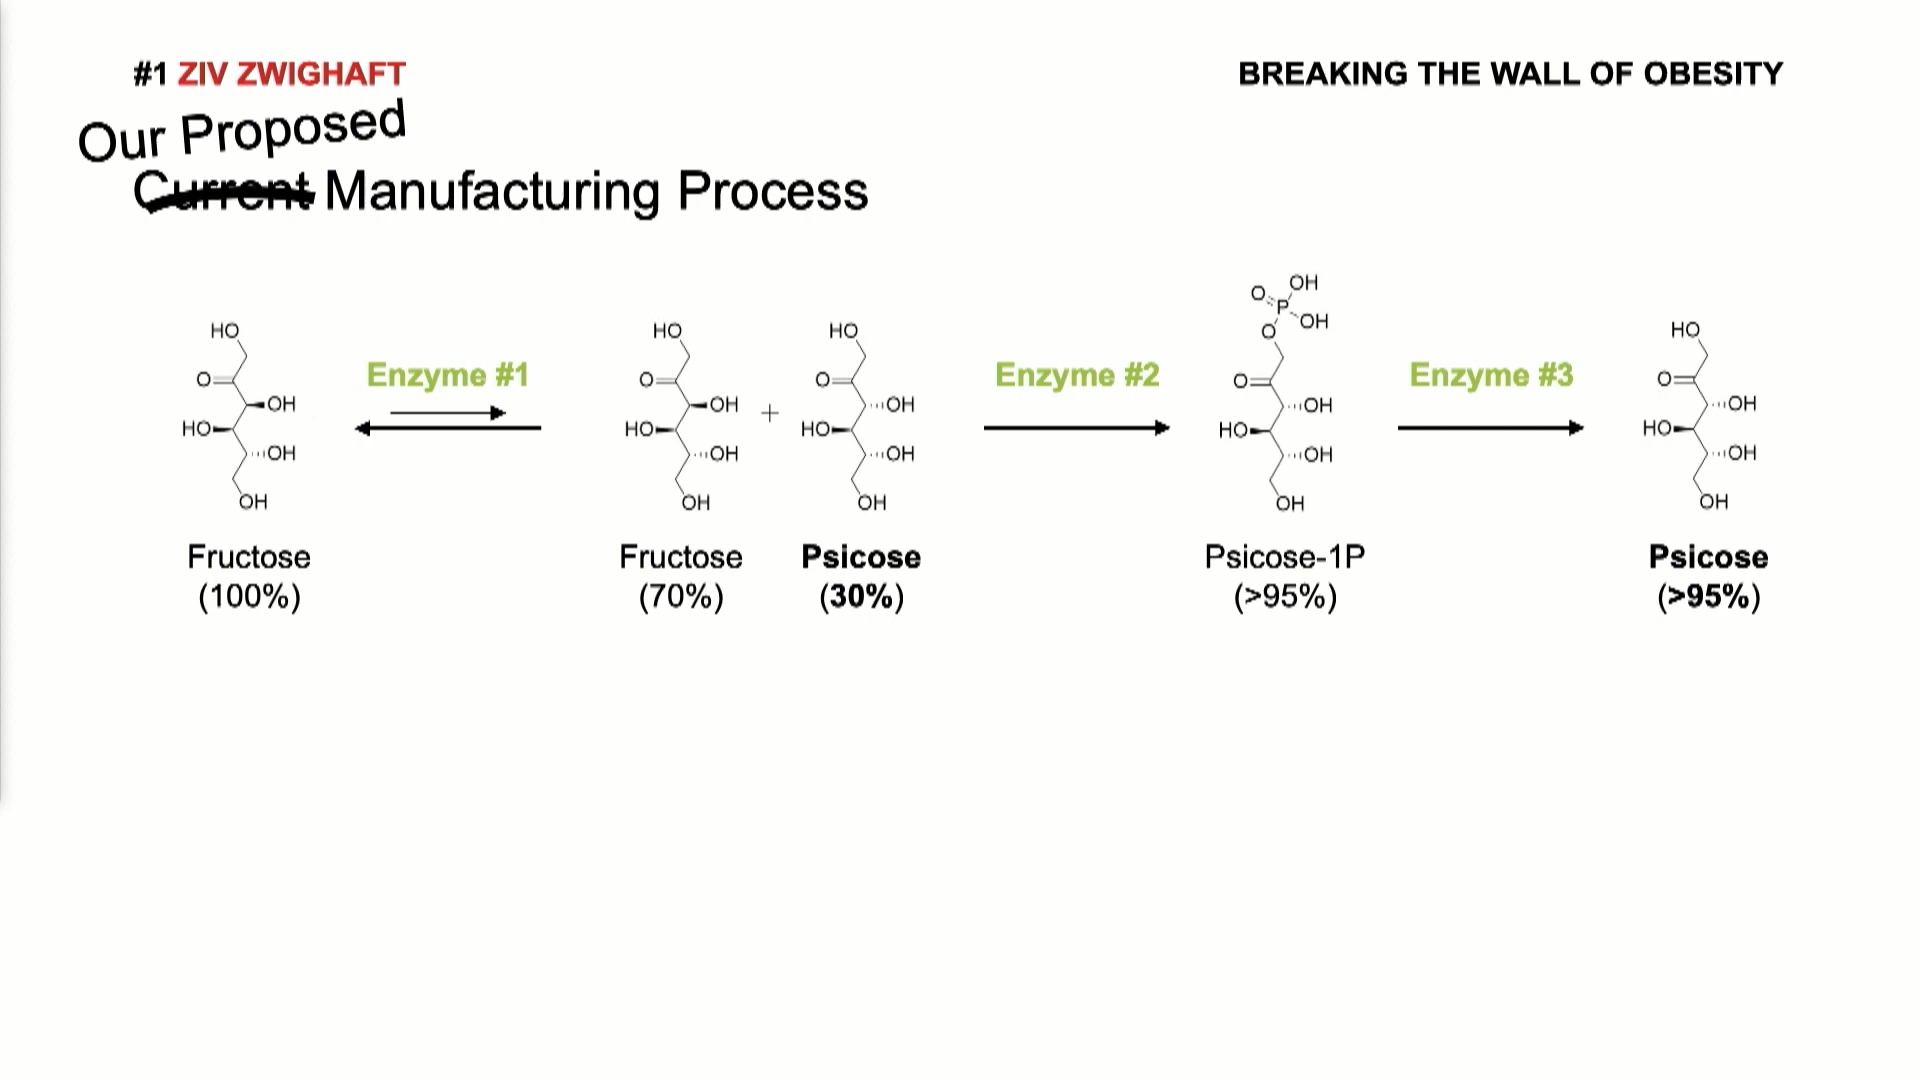 #1 ZIV ZWIGHAFT
BREAKING THE WALL OF OBESITY
Our Proposed
Current Manufacturing Process
HO
O
OH
HO
OH
OH
Fructose
(100%)
Enzyme #1
HO
O
OH
HO
OH
OH
Fructose
(70%)
+
HO
O
OH
HO
OH
OH
Psicose
(30%)
Enzyme #2
OH
O
P
OH
O
O
OH
HO
OH
OH
Psicose-1P
(>95%)
Enzyme #3
HO
O
OH
HO
OH
OH
Psicose
(>95%)